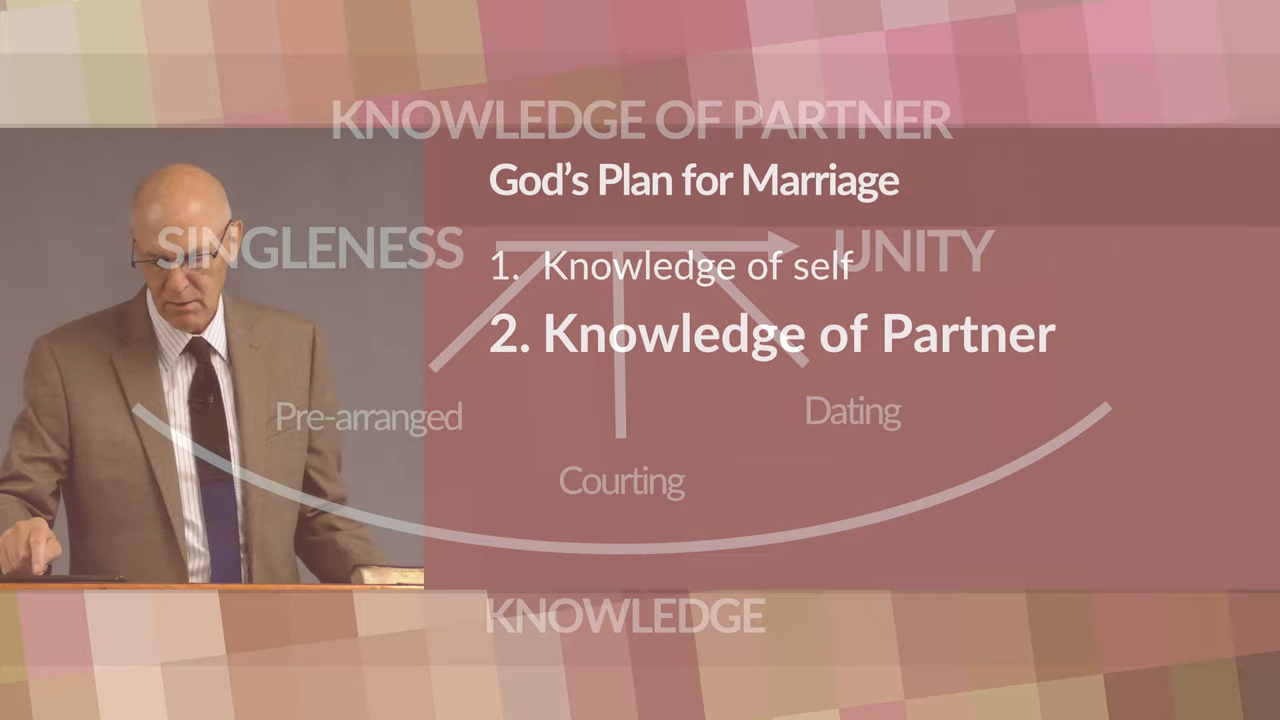 KNOWLEDGE OF PARTNER
God's Plan for Marriage
SINGLENESS
UNITY
1. Knowledge of self
2. Knowledge of Partner
Pre-arranged
Dating
Courting
KNOWLEDGE